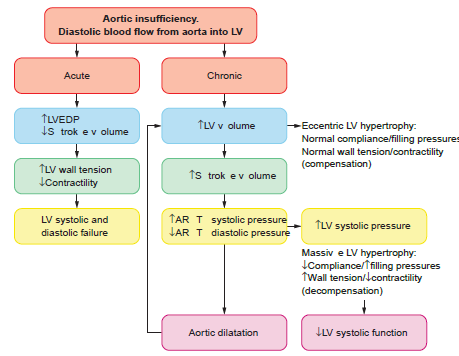 Aortic insufficiency.
Diastolic blood flow from aorta into LV
Acute
Chronic
↑LVEDP
↓S trok e v olume
↑LV v olume
Eccentric LV hypertrophy:
Normal compliance/filling pressures
Normal wall tension/contractility
(compensation)
↑LV wall tension
↓Contractility
↑S trok e v olume
LV systolic and
diastolic failure
↑AR T systolic pressure
↓AR T diastolic pressure
↑LV systolic pressure
Massiv e LV hypertrophy:
↓Compliance/↑filling pressures
↑Wall tension/↓contractility
(decompensation)
Aortic dilatation
↓LV systolic function